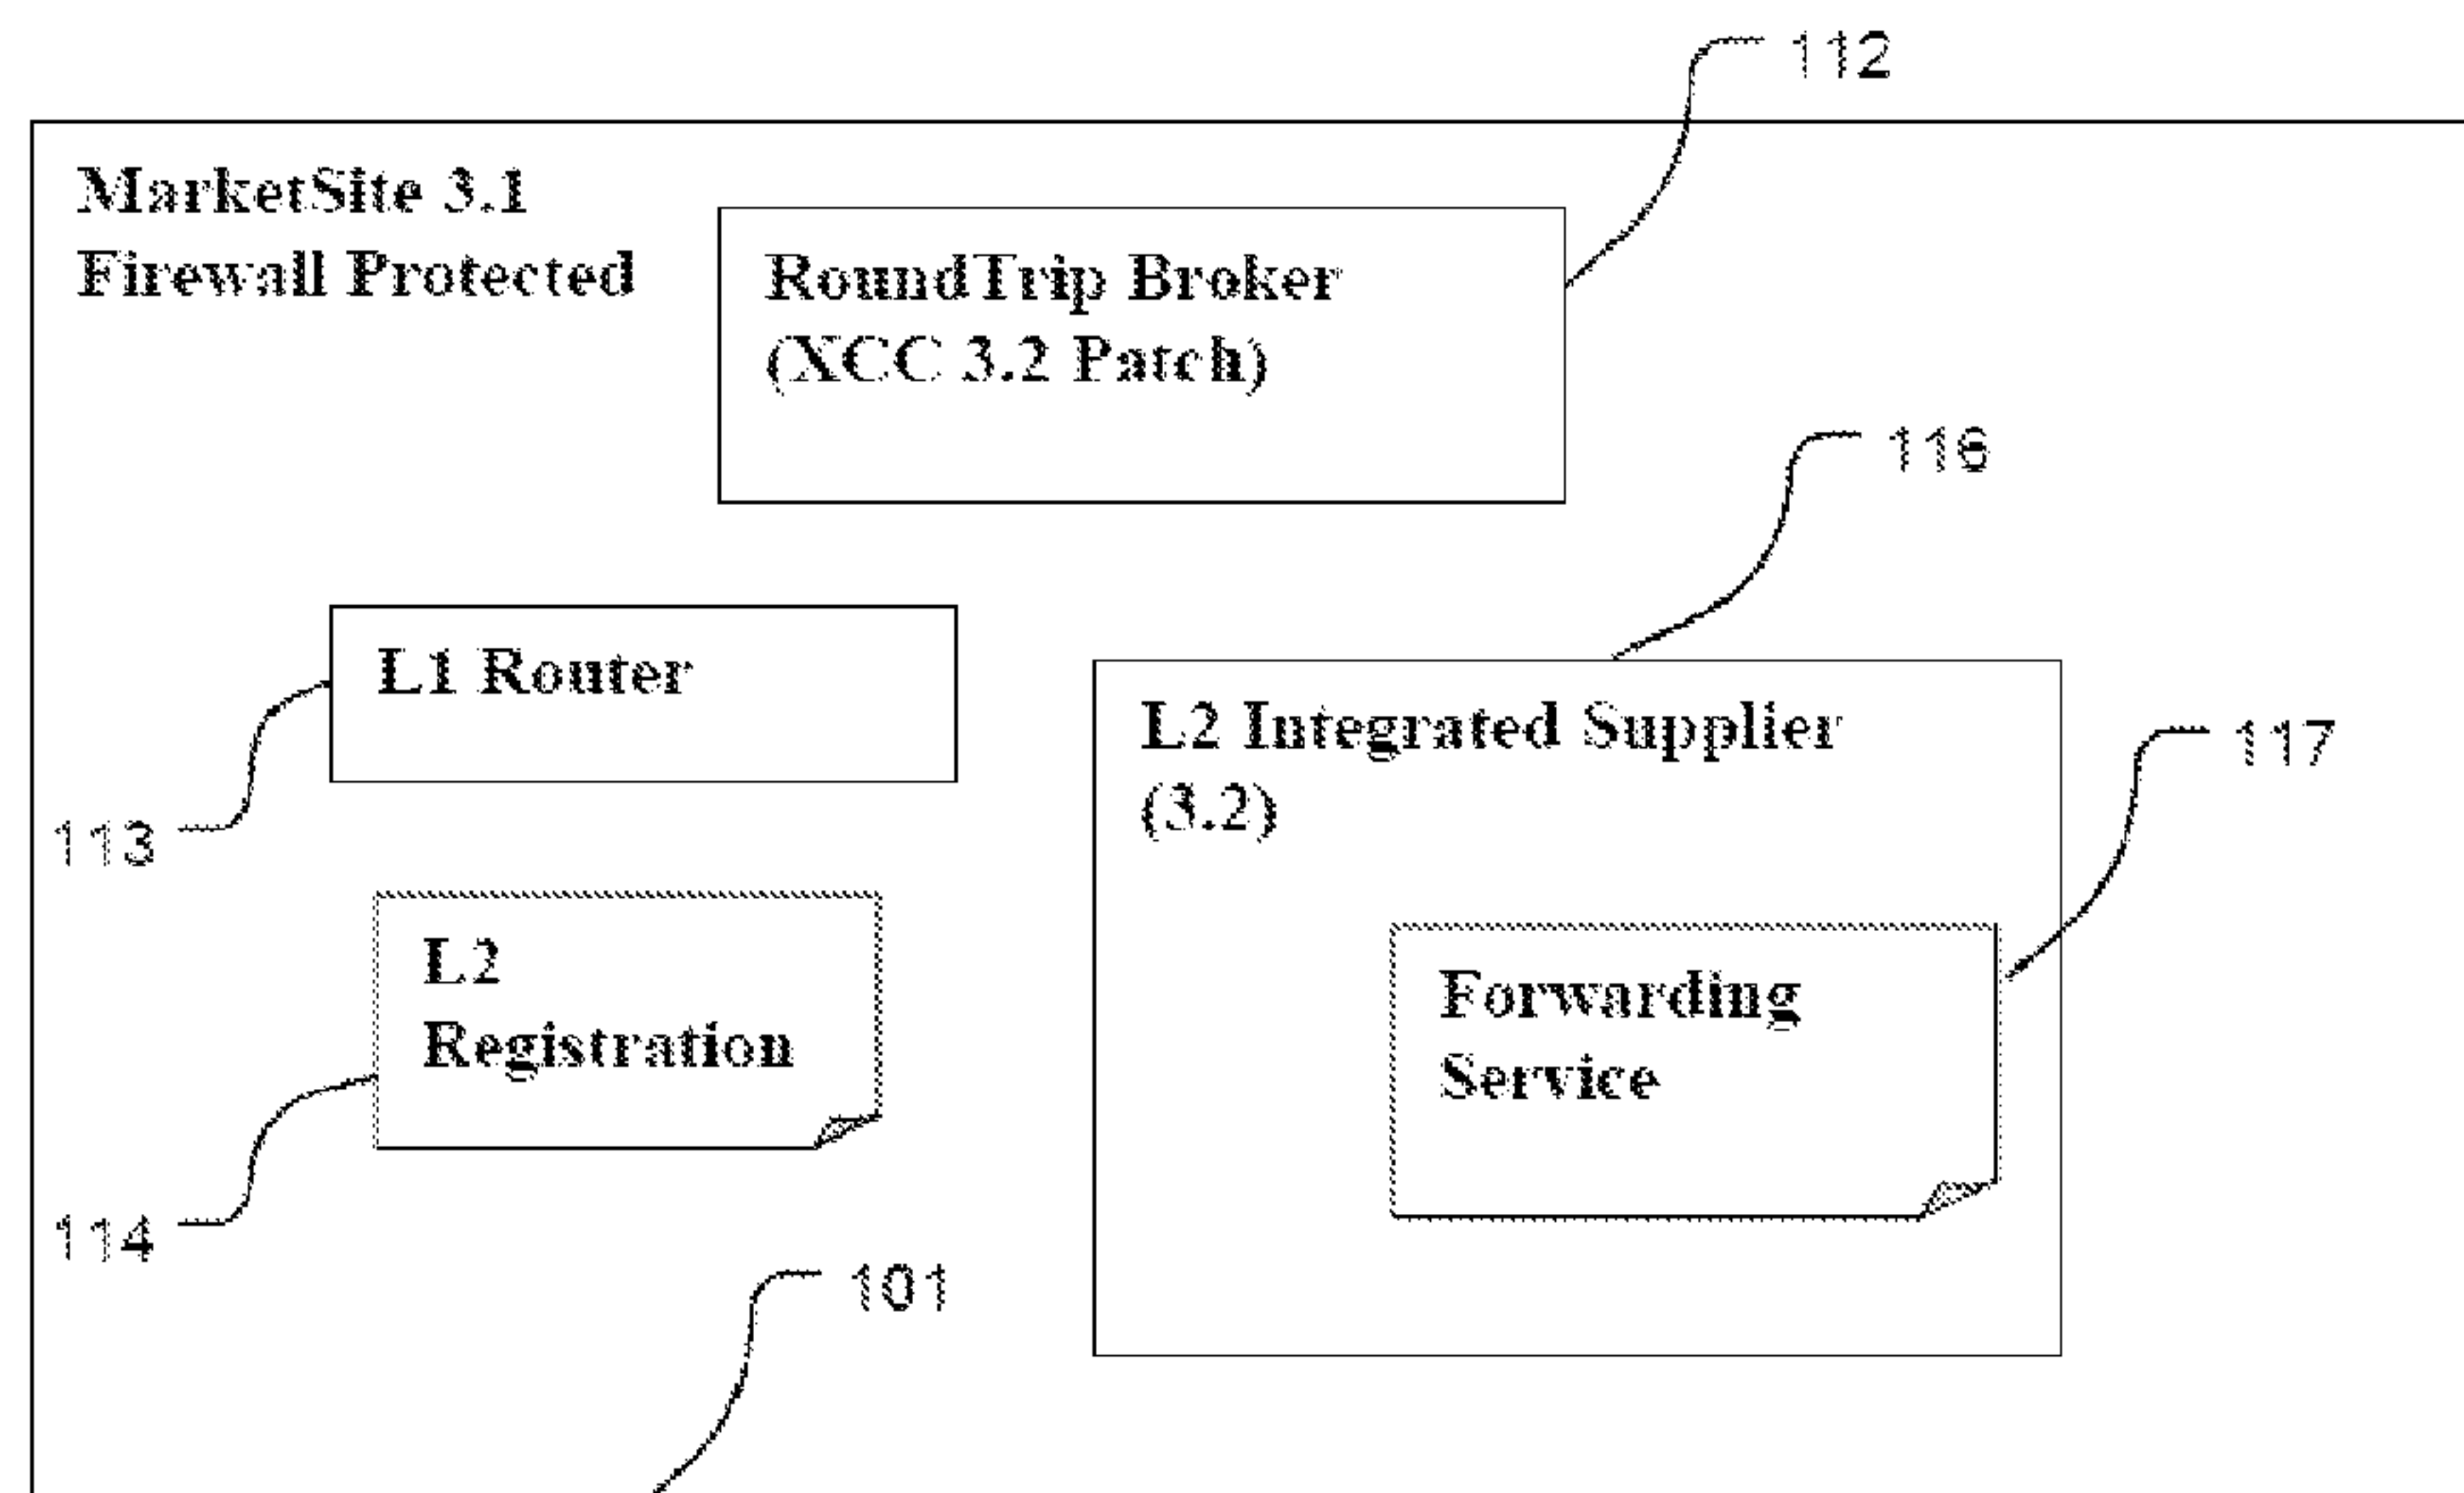 112
MarketSite 3.1
Firewall Protected
RoundTrip Broker
(XCC 3.2 Patch)
116
L1 Router
L2 Integrated Supplier
(3.2)
117
113
L2
Registration
Forwarding
Service
114
101